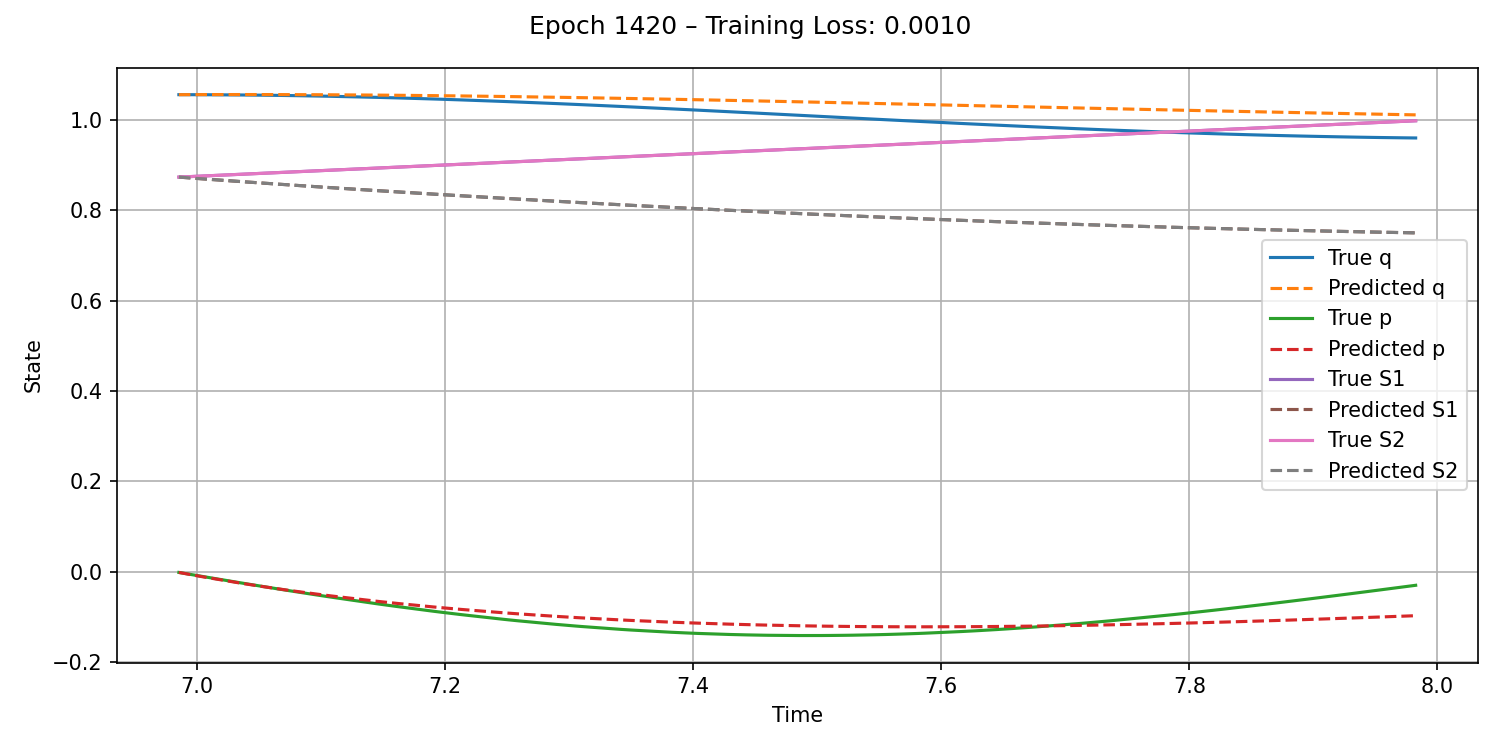 Epoch 1420 – Training Loss: 0.0010
1.0
0.8
0.6
0.4
0.2
0.0
−0.2
State
True q
Predicted q
True p
Predicted p
True S1
Predicted S1
True S2
Predicted S2
7.0
7.2
7.4
7.6
7.8
8.0
Time